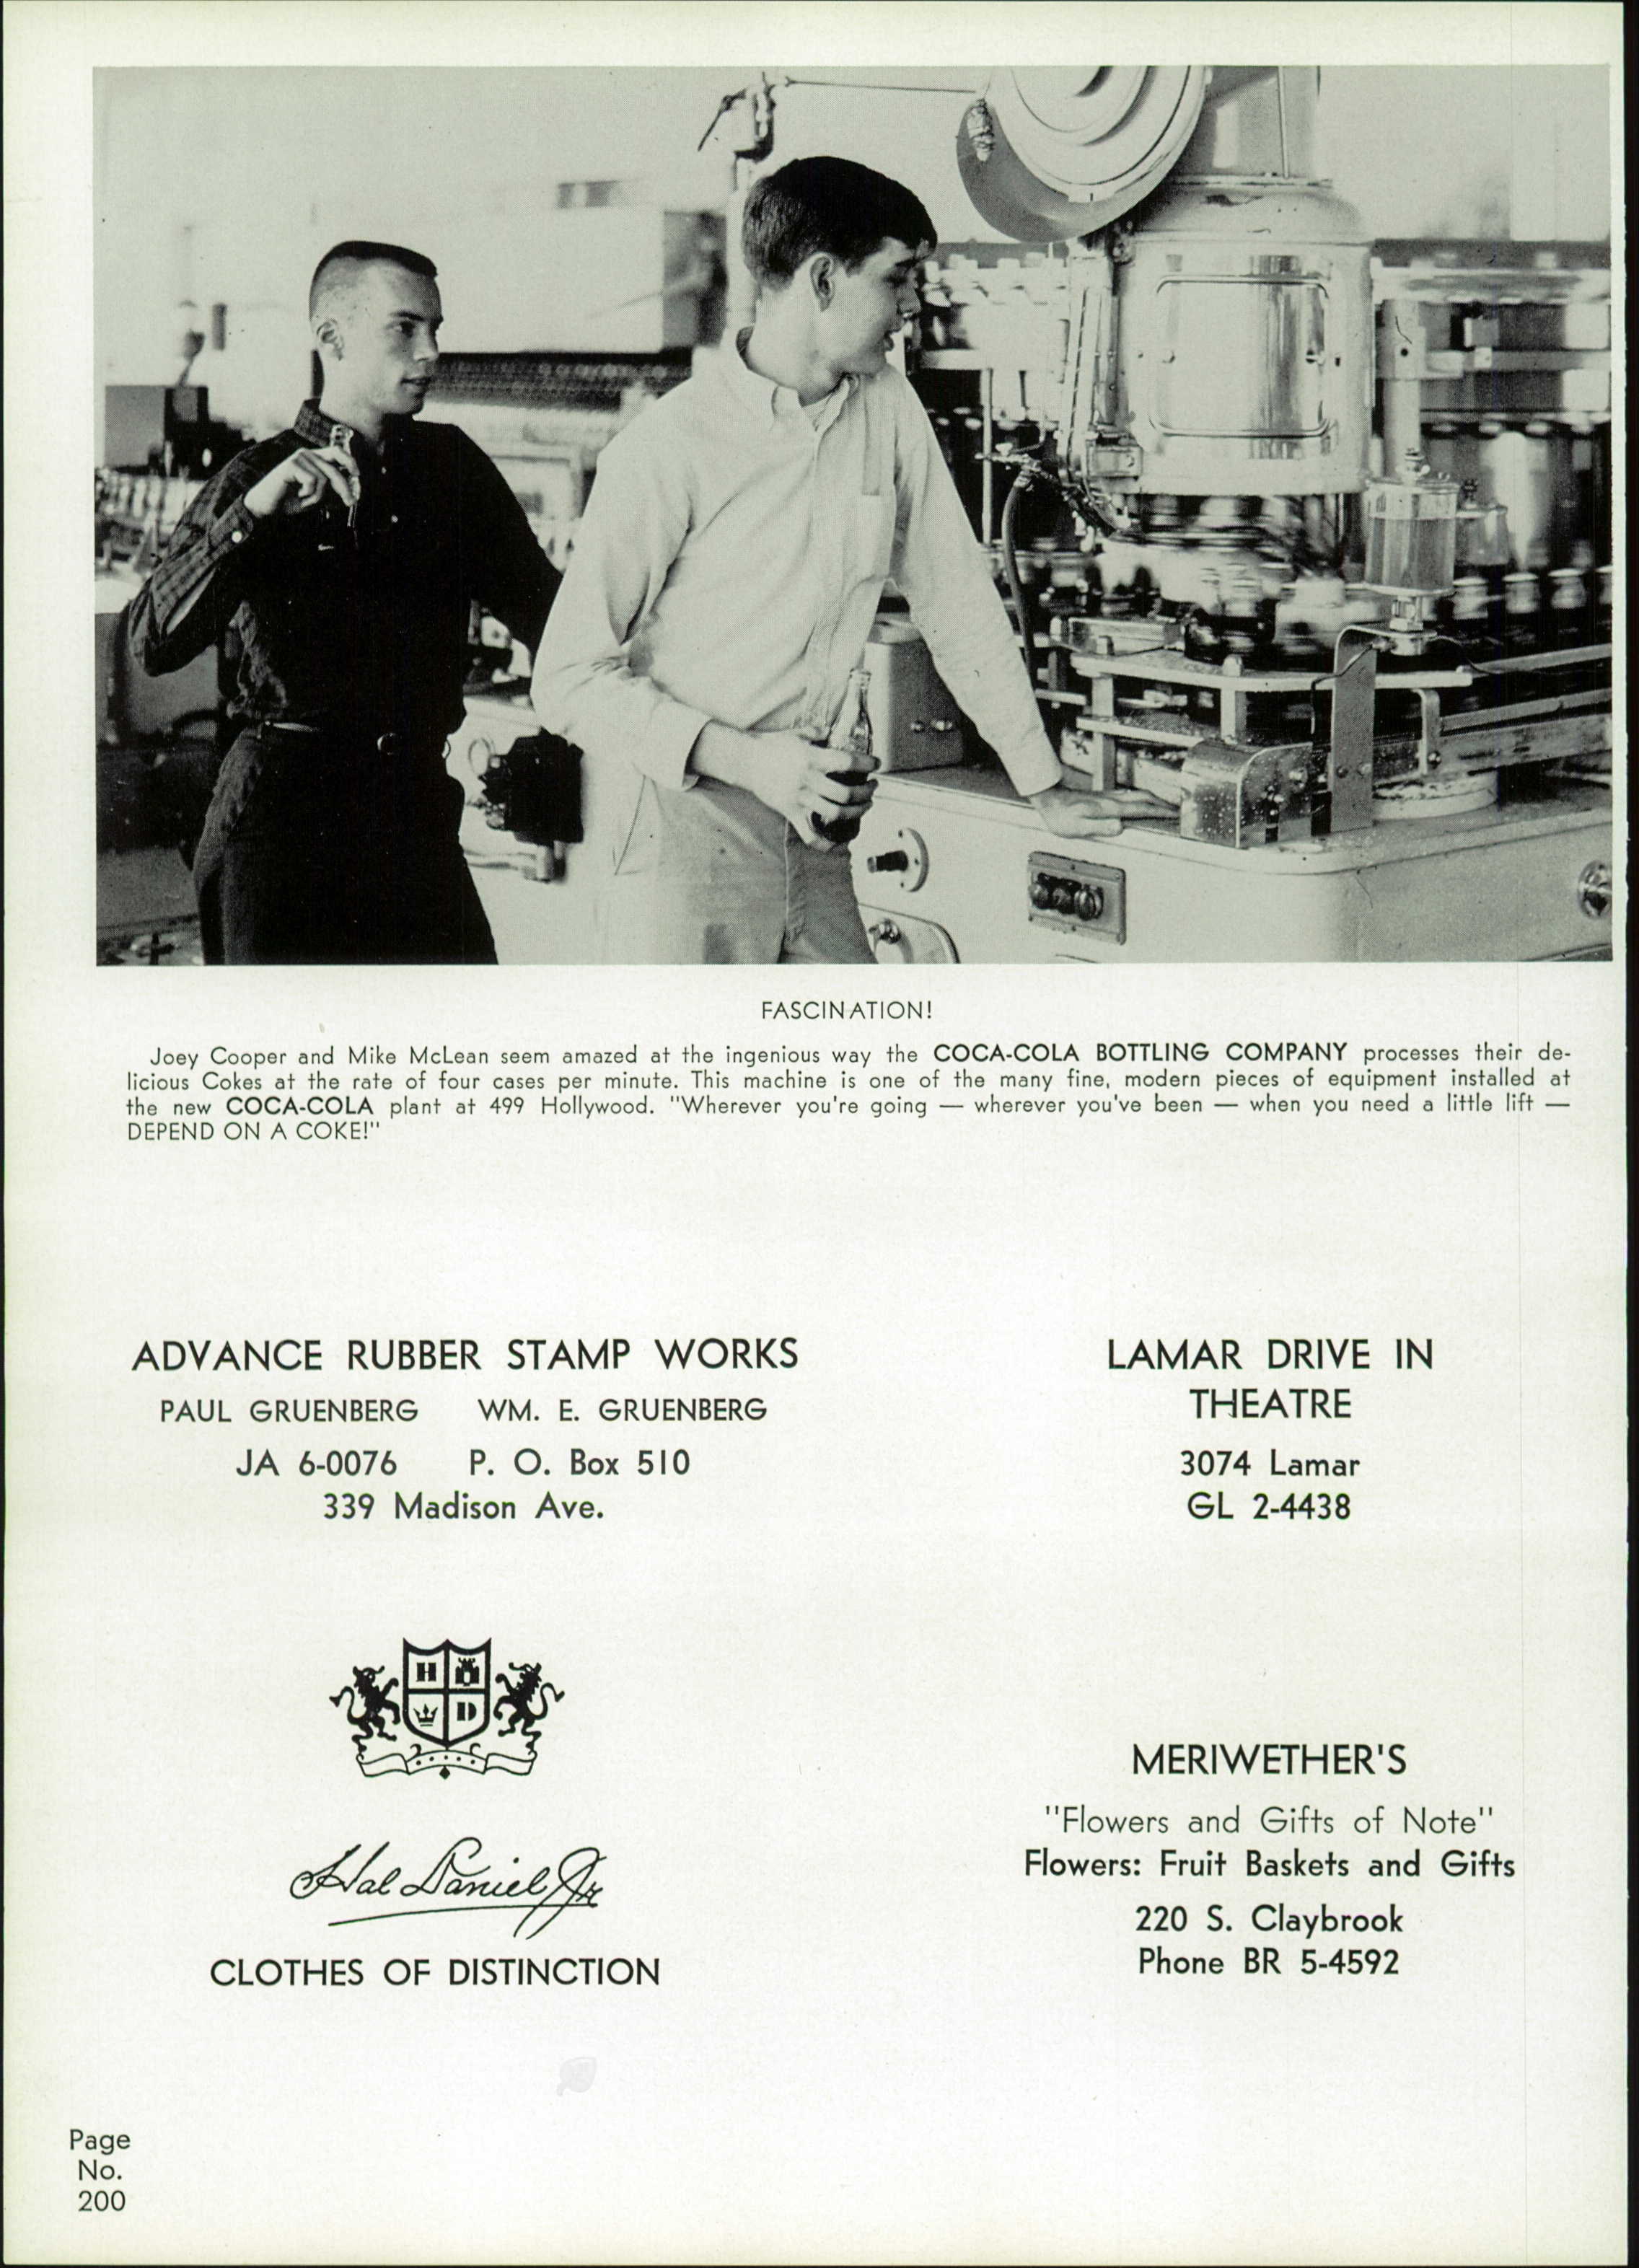 FASCINATION!
Joey Cooper and Mike McLean seem amazed at the ingenious way the COCA-COLA BOTTLING COMPANY processes their de-
licious Cokes at the rate of four cases per minute. This machine is one of the many fine, modern pieces of equipment installed at
the new COCA-COLA plant at 499 Hollywood. "Wherever you're going — wherever you've been — when you need a little lift —
DEPEND ON A COKE!"
ADVANCE RUBBER STAMP WORKS
PAUL GRUENBERG WM. E. GRUENBERG
JA 6-0076 P. O. Box 510
339 Madison Ave.
LAMAR DRIVE IN
THEATRE
3074 Lamar
GL 2-4438
H
D
Hal Daniel Jr
CLOTHES OF DISTINCTION
MERIWETHER'S
"Flowers and Gifts of Note"
Flowers: Fruit Baskets and Gifts
220 S. Claybrook
Phone BR 5-4592
Page
No.
200